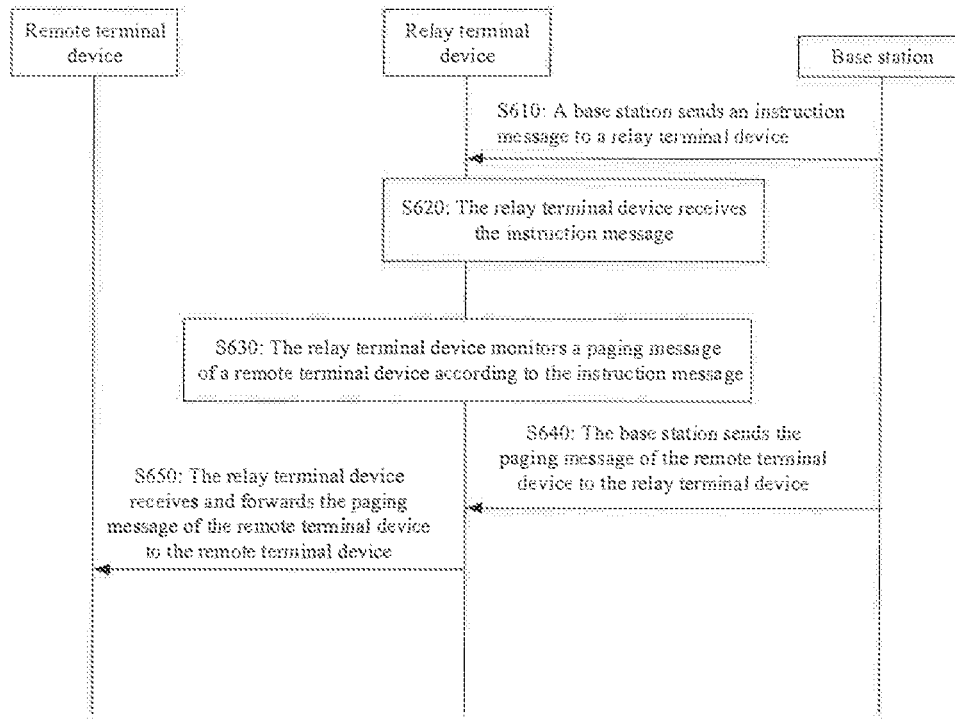 Remote terminal
device
Relay terminal
device
Base station
S610: A base station sends an instruction
message to a relay terminal device
S620: The relay terminal device receives
the instruction message
S630: The relay terminal device monitors a paging message
of a remote terminal device according to the instruction message
S640: The base station sends the
paging message of the remote terminal
device to the relay terminal device
S650: The relay terminal device
receives and forwards the paging
message of the remote terminal device
to the remote terminal device